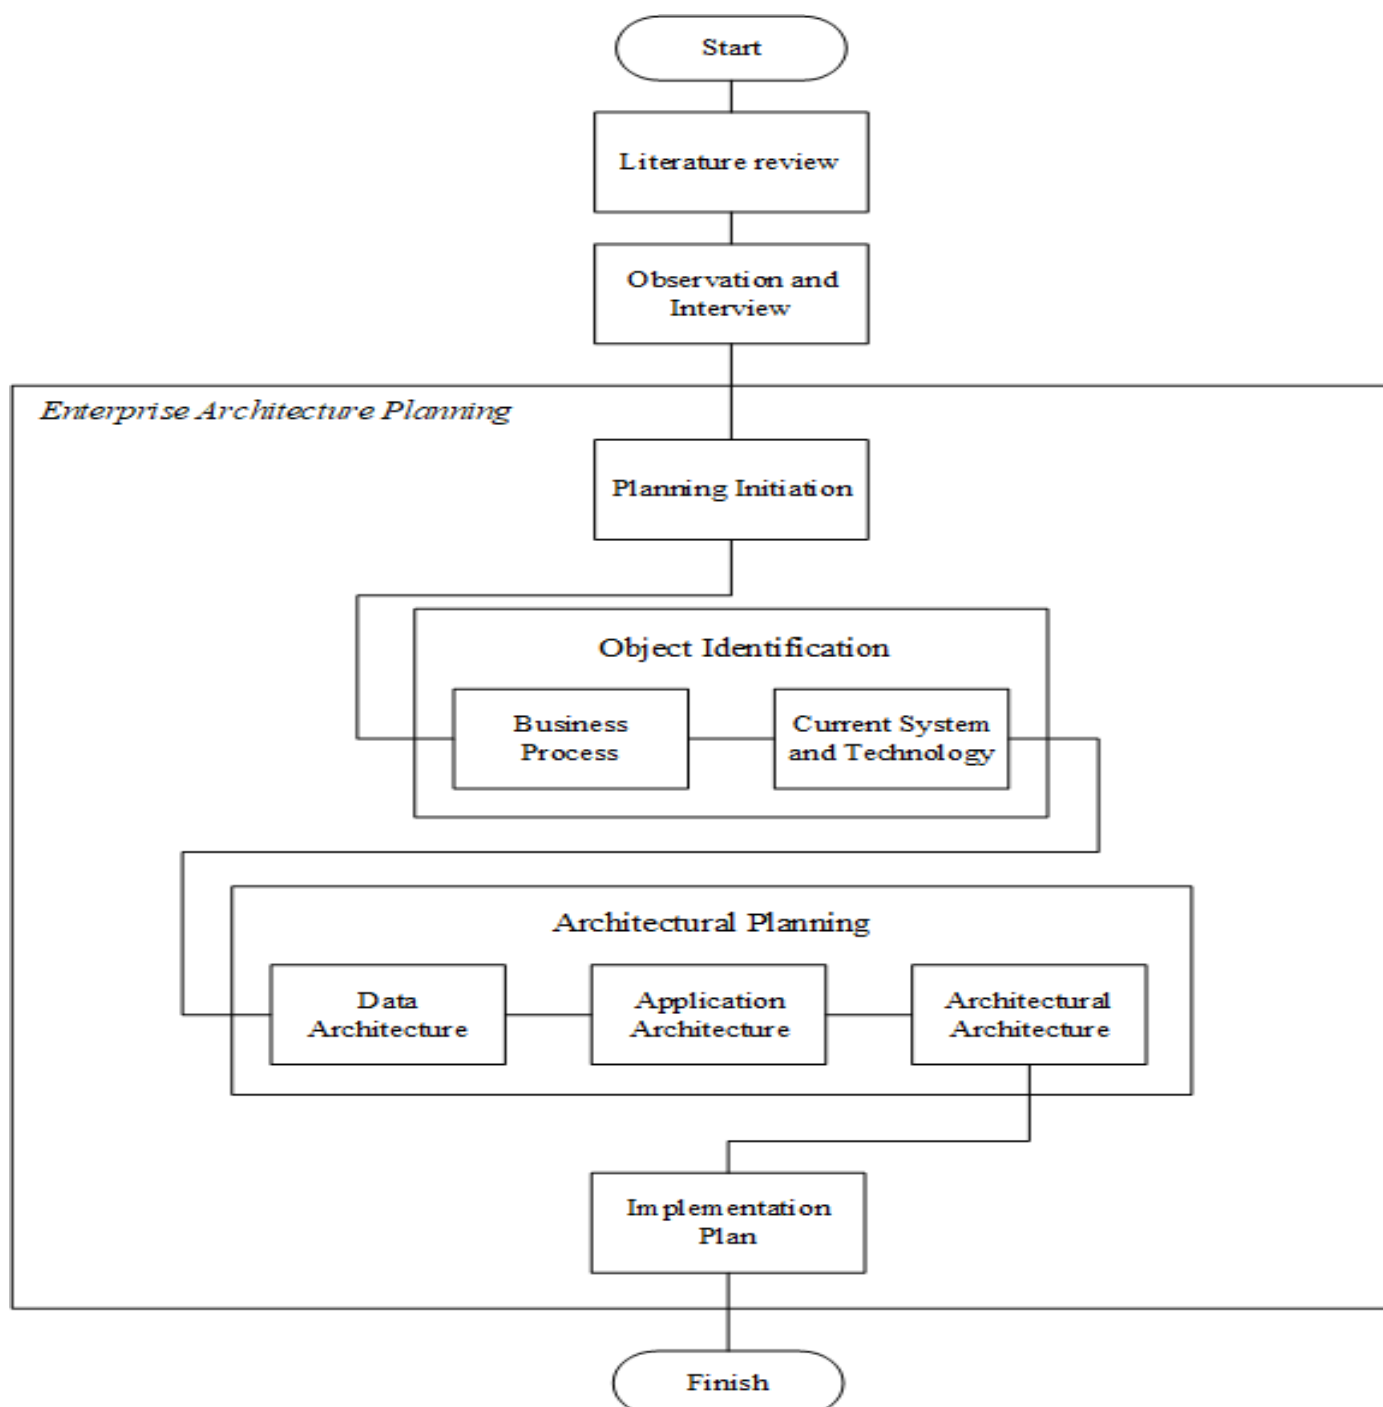 Start
Literature review
Observation and
Interview
Enterprise Architecture Planning
Planning Initiation
Object Identification
Business
Process
Current System
and Technology
Architectural Planning
Data
Architecture
Application
Architecture
Architectural
Architecture
Implementation
Plan
Finish